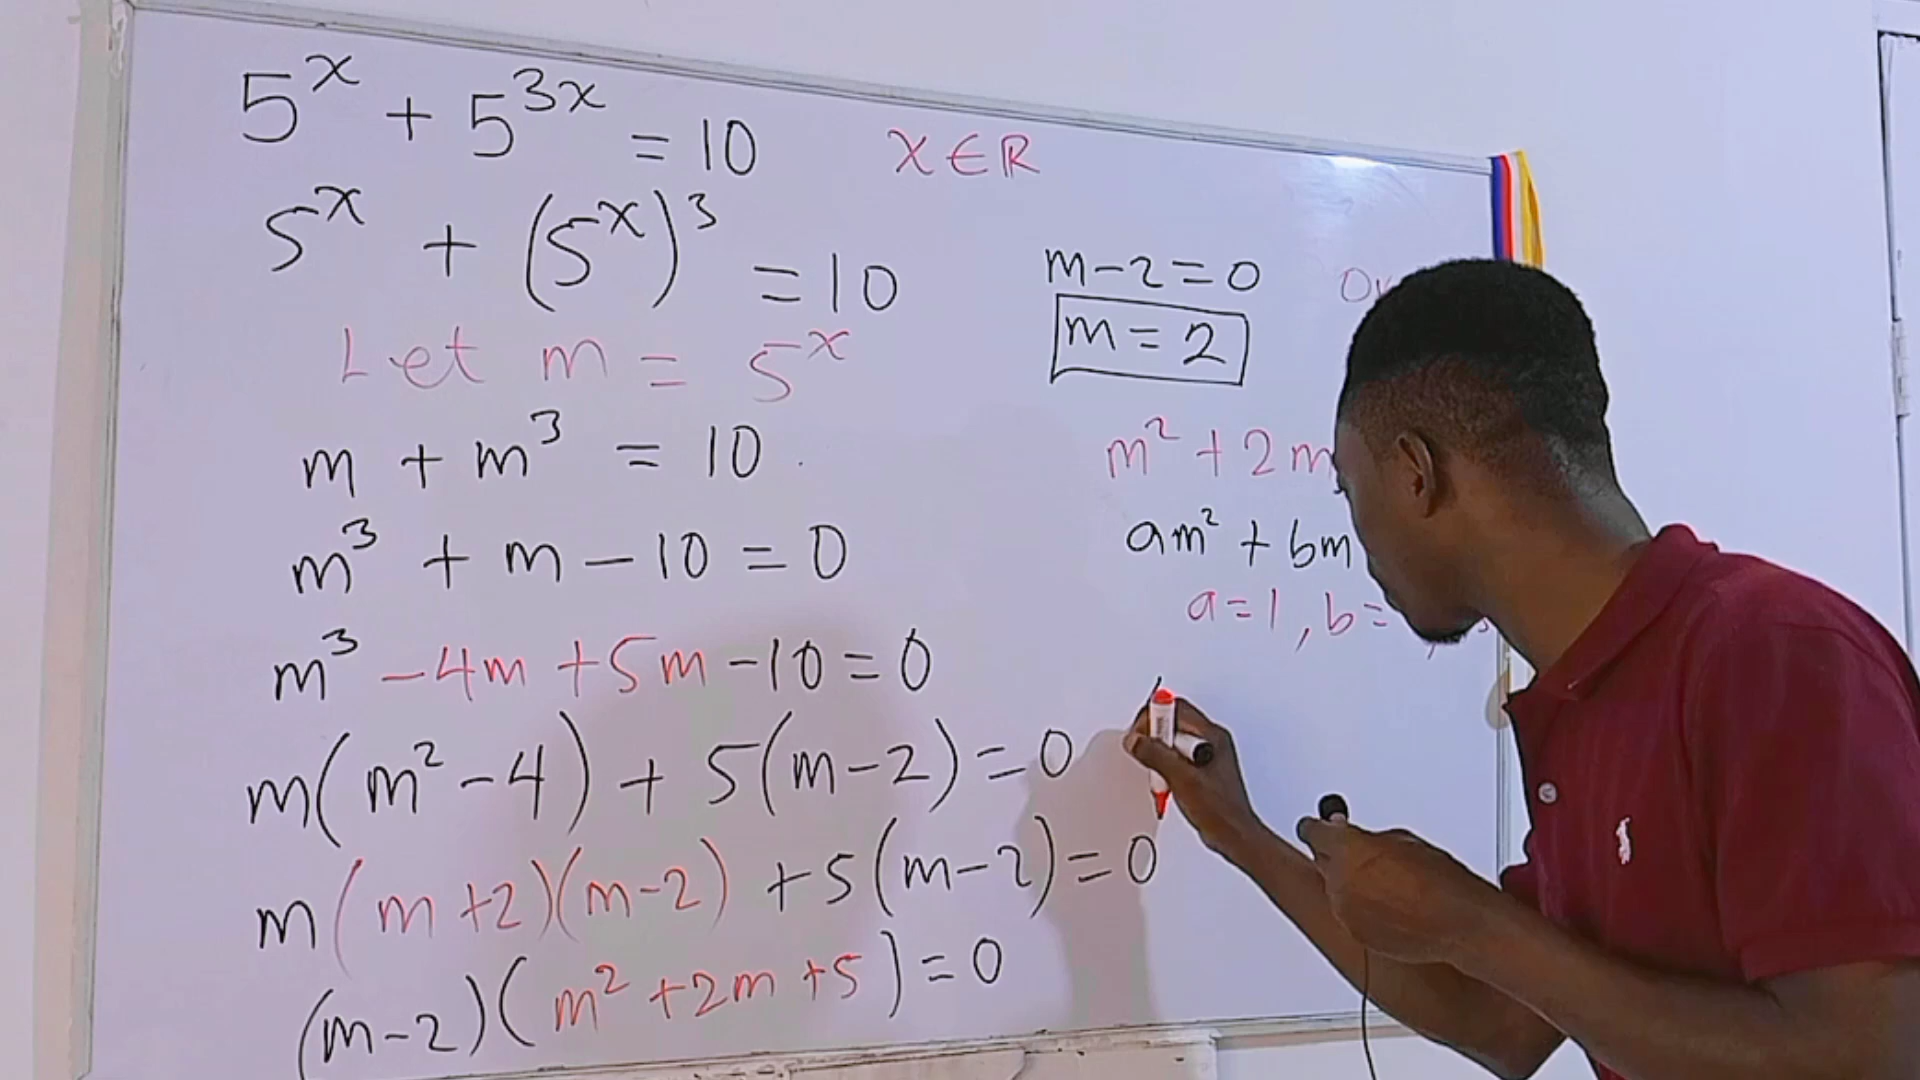 5^x + 5^{3x} = 10
x ∈ ℝ
5^x + (5^x)^3 = 10
Let m = 5^x
m + m^3 = 10
m^3 + m - 10 = 0
m^3 - 4m + 5m - 10 = 0
m(m^2 - 4) + 5(m - 2) = 0
m(m + 2)(m - 2) + 5(m - 2) = 0
(m - 2)(m^2 + 2m + 5) = 0
m - 2 = 0
m = 2
m^2 + 2m
am^2 + bm
a = 1, b =